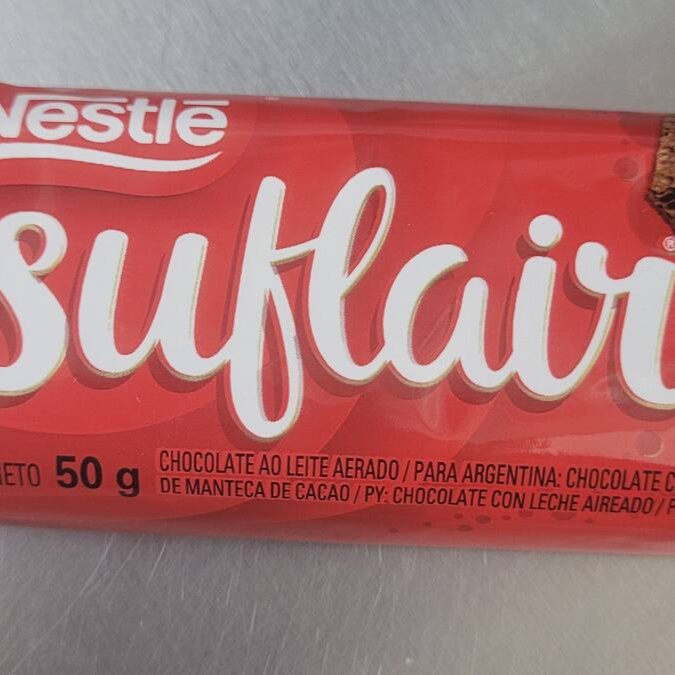 Nestlé
suflair
®
NETO 50 g
CHOCOLATE AO LEITE AERADO / PARA ARGENTINA: CHOCOLATE C
DE MANTECA DE CACAO / PY: CHOCOLATE CON LECHE AIREADO / P